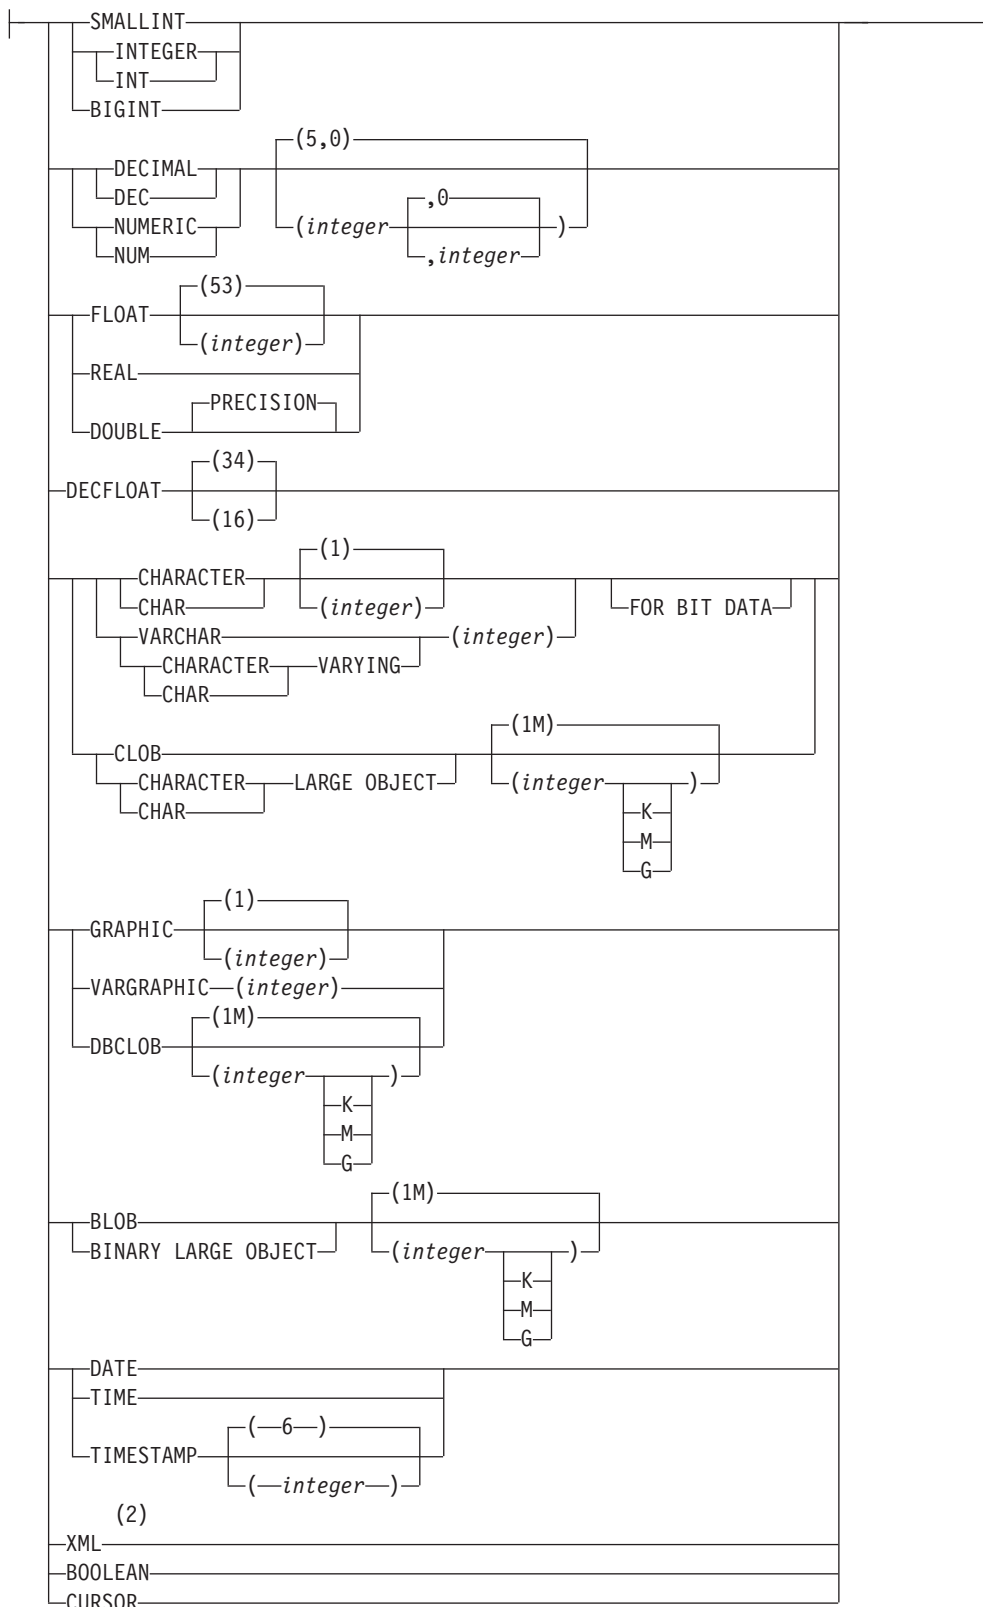 SMALLINT
INTEGER
INT
BIGINT
(5,0)
DECIMAL
DEC
(integer ,0 )
NUMERIC
,integer
NUM
(53)
FLOAT
(integer)
REAL
PRECISION
DOUBLE
(34)
DECFLOAT
(16)
(1)
CHARACTER
CHAR (integer) FOR BIT DATA
VARCHAR (integer)
CHARACTER VARYING
CHAR
(1M)
CLOB
CHARACTER LARGE OBJECT (integer )
CHAR K
M
G
(1)
GRAPHIC
(integer)
VARGRAPHIC (integer)
(1M)
DBCLOB
(integer )
K
M
G
(1M)
BLOB
BINARY LARGE OBJECT (integer )
K
M
G
DATE
TIME
( 6 )
TIMESTAMP
( integer )
(2)
XML
BOOLEAN
CURSOR